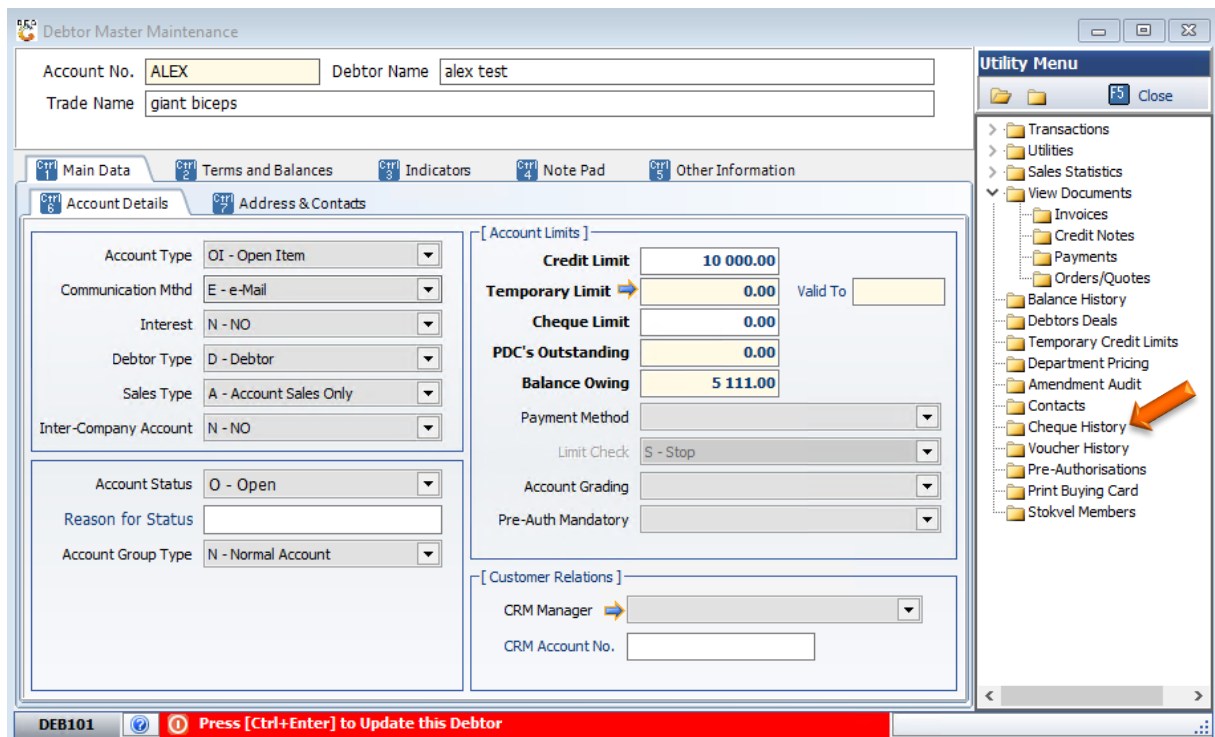 Debtor Master Maintenance
Account No. ALEX Debtor Name alex test
Trade Name giant biceps
Ctrl 1 Main Data Ctrl 2 Terms and Balances Ctrl 3 Indicators Ctrl 4 Note Pad Ctrl 5 Other Information
Ctrl 6 Account Details Ctrl 7 Address & Contacts
Account Type OI - Open Item
Communication Mthd E - e-Mail
Interest N - NO
Debtor Type D - Debtor
Sales Type A - Account Sales Only
Inter-Company Account N - NO
Account Status O - Open
Reason for Status
Account Group Type N - Normal Account
[ Account Limits ]
Credit Limit 10 000.00
Temporary Limit 0.00 Valid To
Cheque Limit 0.00
PDC's Outstanding 0.00
Balance Owing 5 111.00
Payment Method
Limit Check S - Stop
Account Grading
Pre-Auth Mandatory
[ Customer Relations ]
CRM Manager
CRM Account No.
Utility Menu
F5 Close
Transactions
Utilities
Sales Statistics
View Documents
Invoices
Credit Notes
Payments
Orders/Quotes
Balance History
Debtors Deals
Temporary Credit Limits
Department Pricing
Amendment Audit
Contacts
Cheque History
Voucher History
Pre-Authorisations
Print Buying Card
Stokvel Members
DEB101 Press [Ctrl+Enter] to Update this Debtor